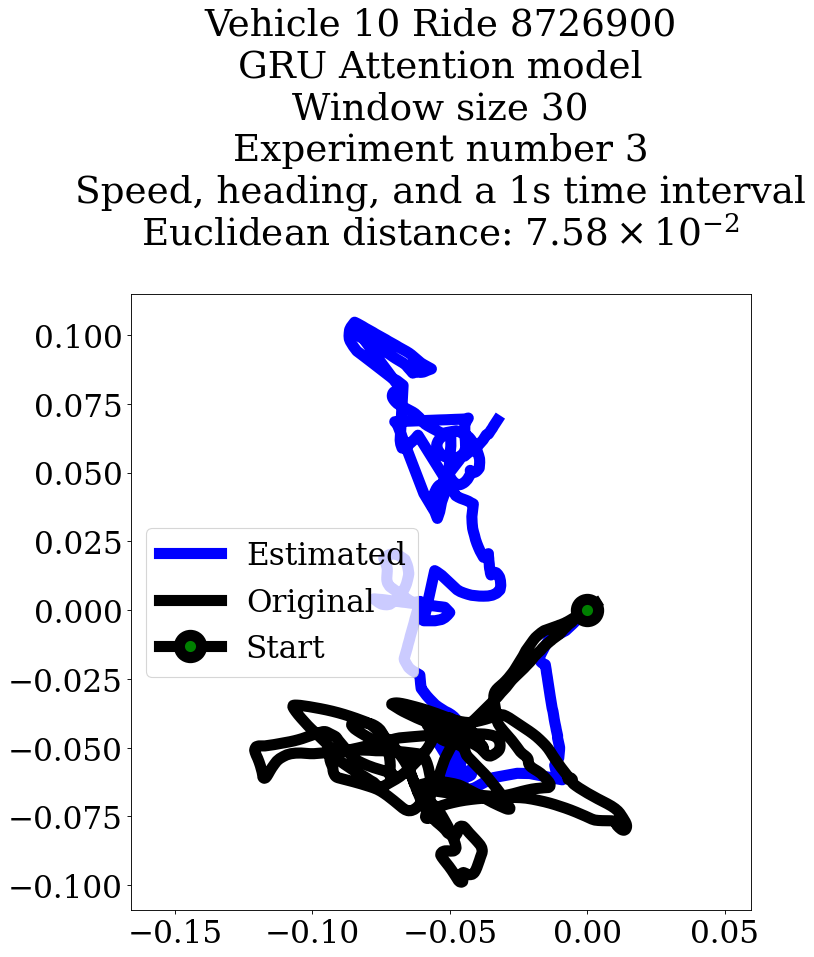 Vehicle 10 Ride 8726900
GRU Attention model
Window size 30
Experiment number 3
Speed, heading, and a 1s time interval
Euclidean distance: 7.58 × 10⁻²
0.100
0.075
0.050
0.025
0.000
−0.025
−0.050
−0.075
−0.100
Estimated
Original
Start
−0.15
−0.10
−0.05
0.00
0.05